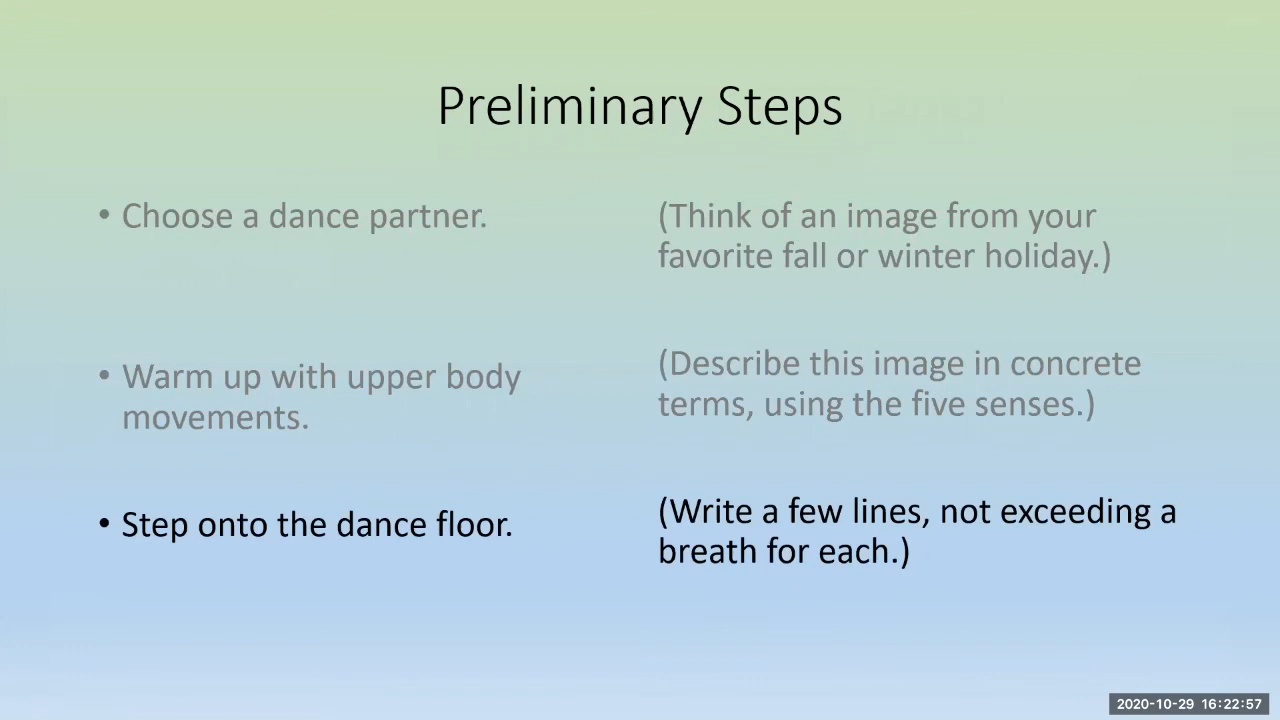 Preliminary Steps
• Choose a dance partner.
(Think of an image from your
favorite fall or winter holiday.)
• Warm up with upper body
movements.
(Describe this image in concrete
terms, using the five senses.)
• Step onto the dance floor.
(Write a few lines, not exceeding a
breath for each.)
2020-10-29 16:22:57